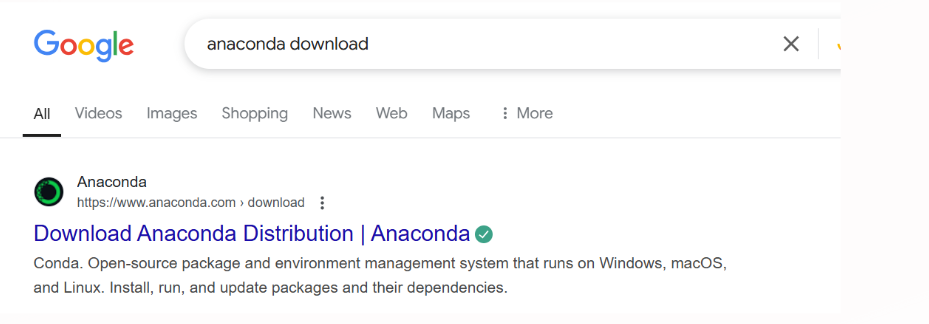 Google
anaconda download
All Videos Images Shopping News Web Maps More
Anaconda
https://www.anaconda.com › download
Download Anaconda Distribution | Anaconda
Conda. Open-source package and environment management system that runs on Windows, macOS,
and Linux. Install, run, and update packages and their dependencies.